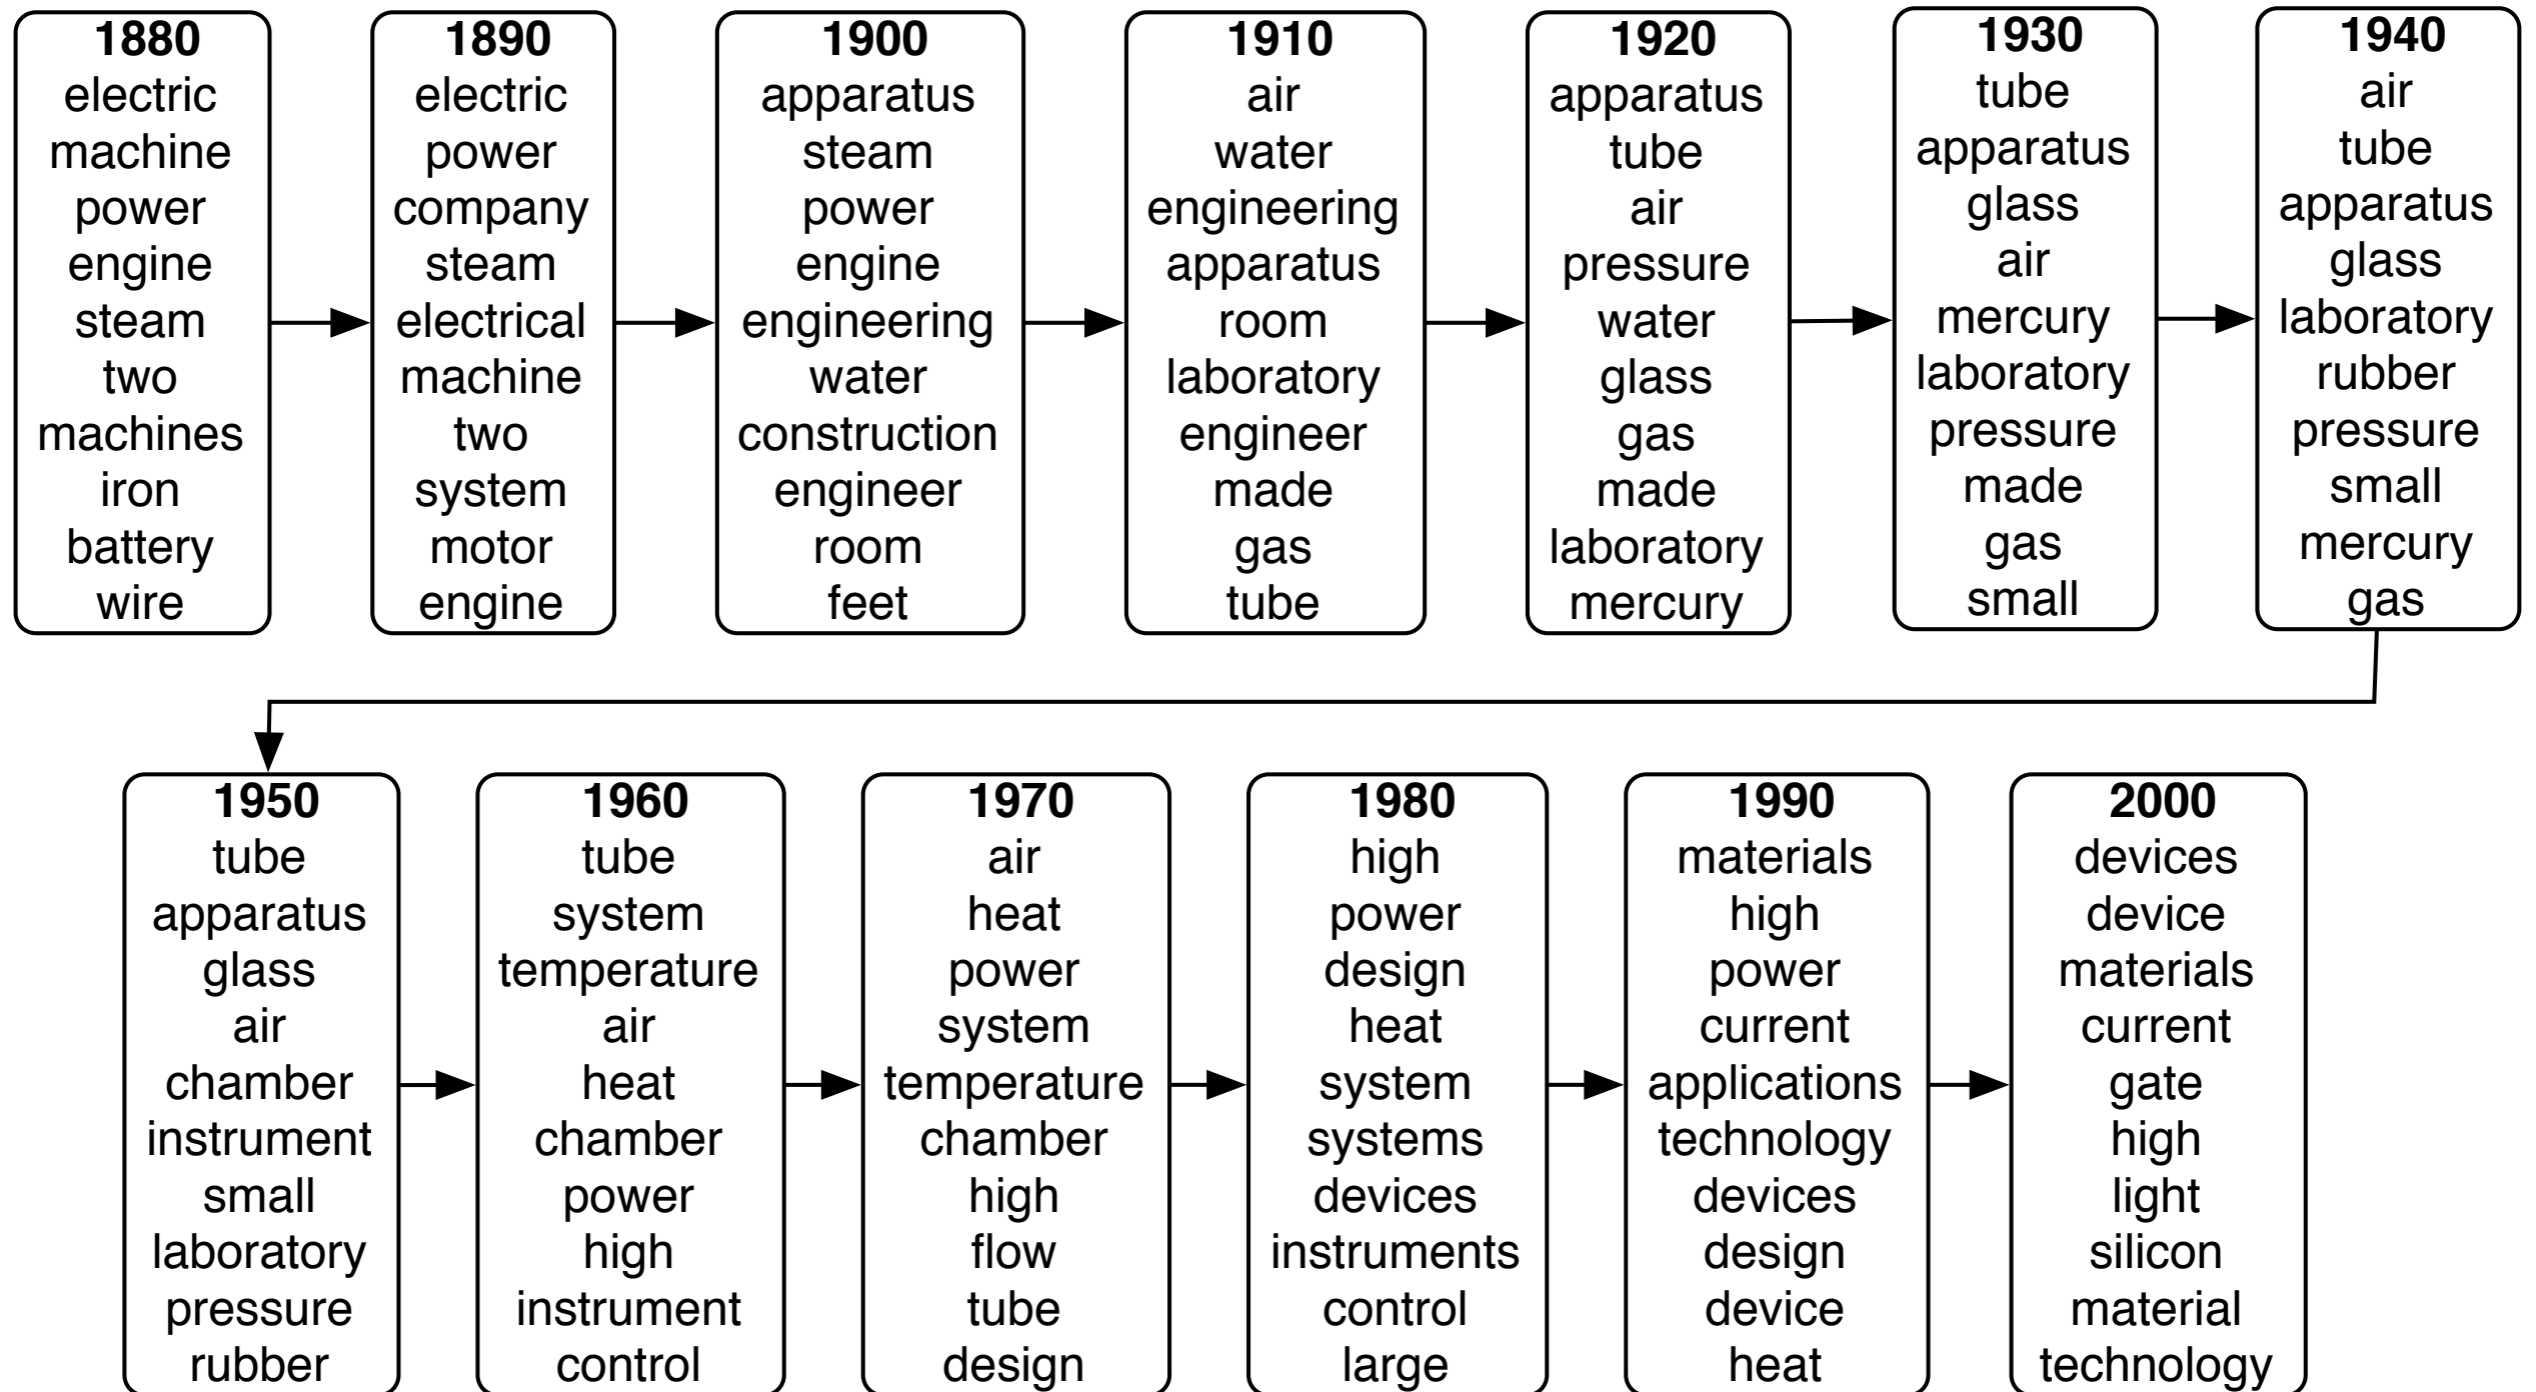 1880
electric
machine
power
engine
steam
two
machines
iron
battery
wire
1890
electric
power
company
steam
electrical
machine
two
system
motor
engine
1900
apparatus
steam
power
engine
engineering
water
construction
engineer
room
feet
1910
air
water
engineering
apparatus
room
laboratory
engineer
made
gas
tube
1920
apparatus
tube
air
pressure
water
glass
gas
made
laboratory
mercury
1930
tube
apparatus
glass
air
mercury
laboratory
pressure
made
gas
small
1940
air
tube
apparatus
glass
laboratory
rubber
pressure
small
mercury
gas
1950
tube
apparatus
glass
air
chamber
instrument
small
laboratory
pressure
rubber
1960
tube
system
temperature
air
heat
chamber
power
high
instrument
control
1970
air
heat
power
system
temperature
chamber
high
flow
tube
design
1980
high
power
design
heat
system
systems
devices
instruments
control
large
1990
materials
high
power
current
applications
technology
devices
design
device
heat
2000
devices
device
materials
current
gate
high
light
silicon
material
technology